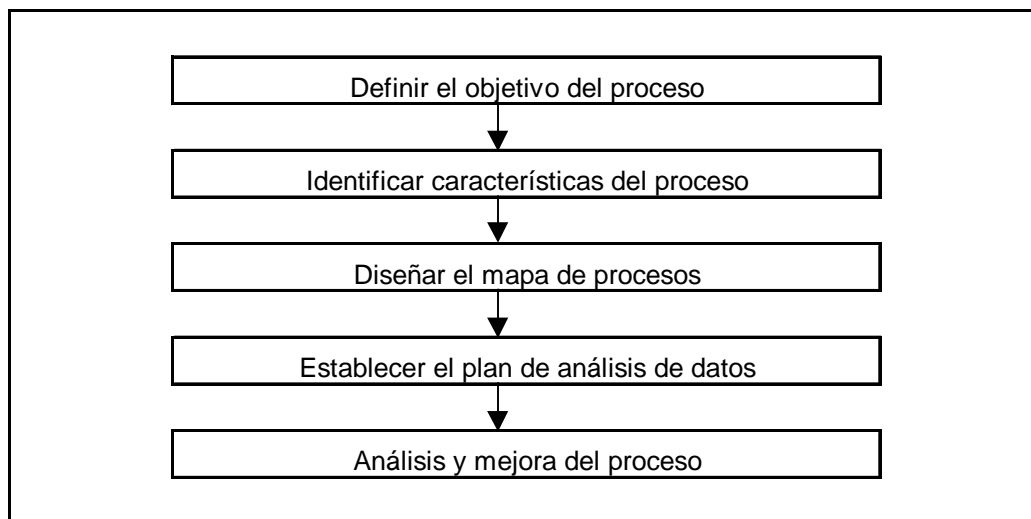 Definir el objetivo del proceso
Identificar características del proceso
Diseñar el mapa de procesos
Establecer el plan de análisis de datos
Análisis y mejora del proceso